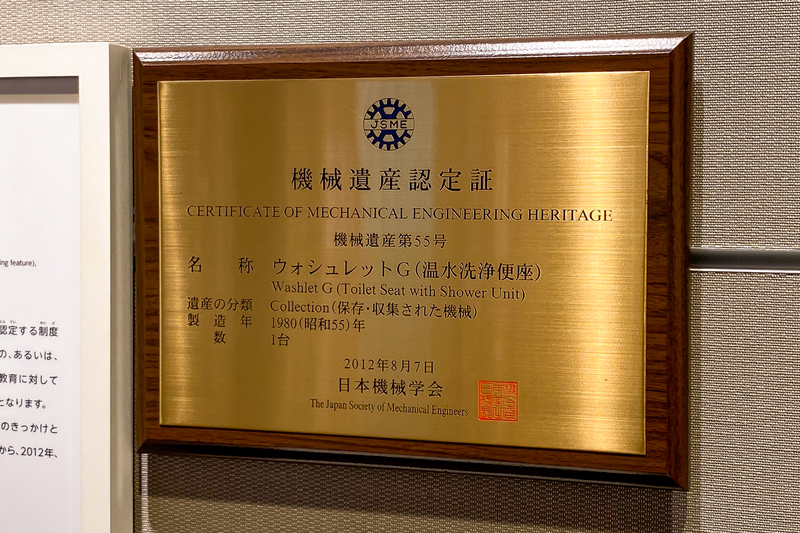 ing feature).
認定する制度
の、あるいは、
教育に対して
となります。
のきっかけと
から、2012年、
JSME
機械遺産認定証
CERTIFICATE OF MECHANICAL ENGINEERING HERITAGE
機械遺産第55号
名 称 ウォシュレットG(温水洗浄便座)
Washlet G (Toilet Seat with Shower Unit)
遺産の分類 Collection(保存・収集された機械)
製 造 年 1980(昭和55)年
数 1台
2012年8月7日
日本機械学会
The Japan Society of Mechanical Engineers